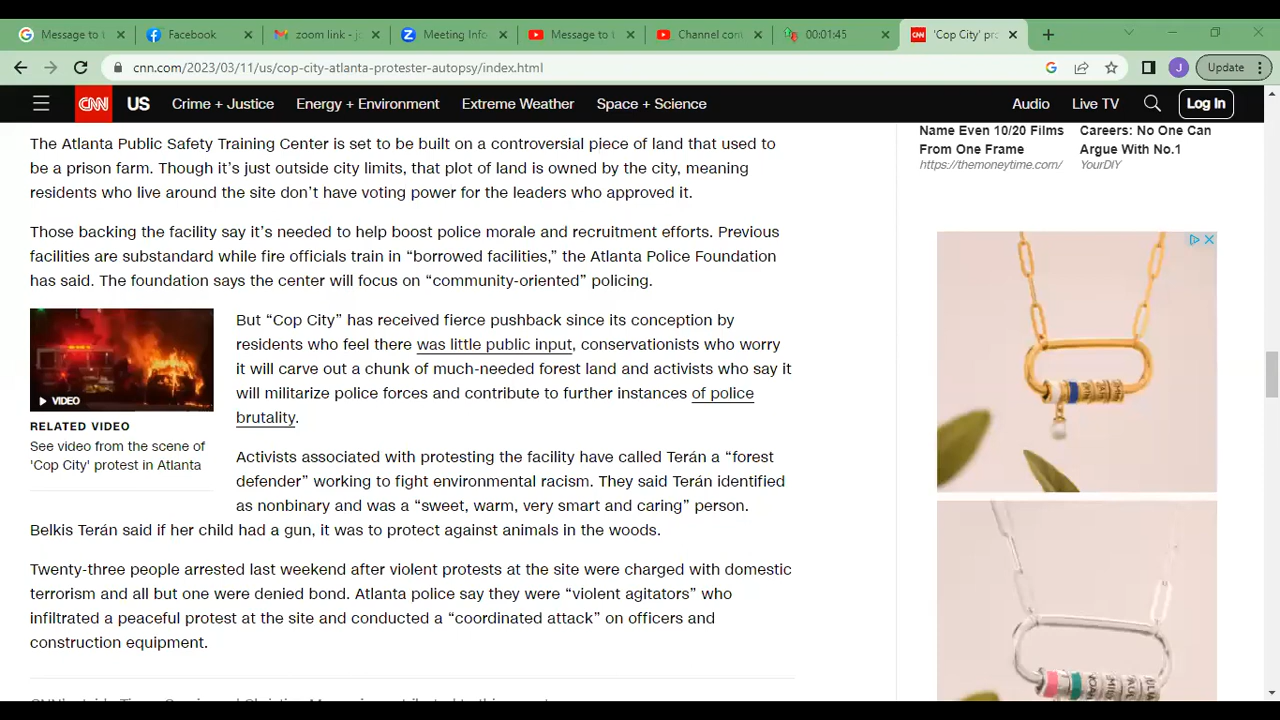 Message to t
Facebook
zoom link - j
Meeting Info
Message to t
Channel con
00:01:45
'Cop City' pr
cnn.com/2023/03/11/us/cop-city-atlanta-protester-autopsy/index.html
J
Update
CNN US Crime + Justice Energy + Environment Extreme Weather Space + Science Audio Live TV Log In
The Atlanta Public Safety Training Center is set to be built on a controversial piece of land that used to
be a prison farm. Though it's just outside city limits, that plot of land is owned by the city, meaning
residents who live around the site don't have voting power for the leaders who approved it.
Those backing the facility say it's needed to help boost police morale and recruitment efforts. Previous
facilities are substandard while fire officials train in “borrowed facilities,” the Atlanta Police Foundation
has said. The foundation says the center will focus on “community-oriented” policing.
VIDEO
RELATED VIDEO
See video from the scene of
'Cop City' protest in Atlanta
But “Cop City” has received fierce pushback since its conception by
residents who feel there was little public input, conservationists who worry
it will carve out a chunk of much-needed forest land and activists who say it
will militarize police forces and contribute to further instances of police
brutality.
Activists associated with protesting the facility have called Terán a “forest
defender” working to fight environmental racism. They said Terán identified
as nonbinary and was a “sweet, warm, very smart and caring” person.
Belkis Terán said if her child had a gun, it was to protect against animals in the woods.
Twenty-three people arrested last weekend after violent protests at the site were charged with domestic
terrorism and all but one were denied bond. Atlanta police say they were “violent agitators” who
infiltrated a peaceful protest at the site and conducted a “coordinated attack” on officers and
construction equipment.
Name Even 10/20 Films
From One Frame
https://themoneytime.com/
Careers: No One Can
Argue With No.1
YourDIY